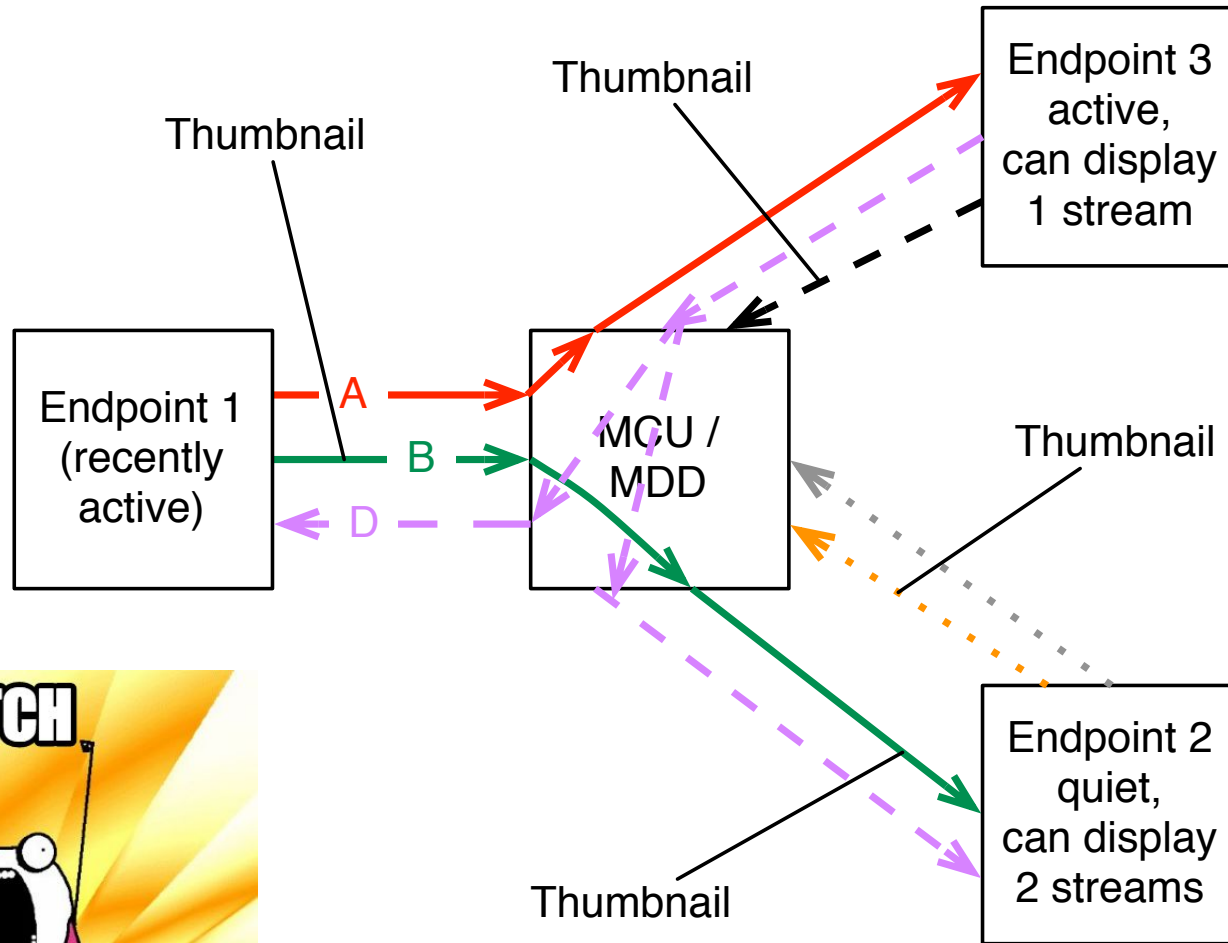 Endpoint 3
active,
can display
1 stream
Thumbnail
Thumbnail
Endpoint 1
(recently
active)
A
B
D
MCU /
MDD
Thumbnail
Endpoint 2
quiet,
can display
2 streams
Thumbnail